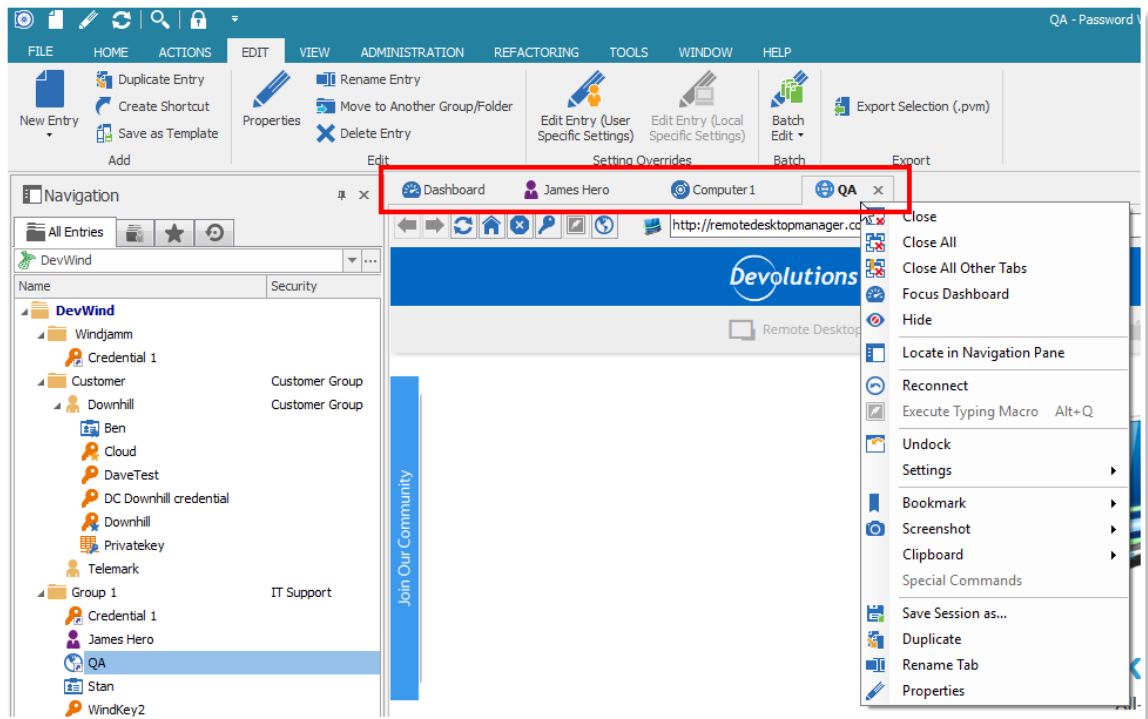 QA - Password
FILE HOME ACTIONS EDIT VIEW ADMINISTRATION REFACTORING TOOLS WINDOW HELP
New Entry
Duplicate Entry
Create Shortcut
Save as Template
Add
Properties
Rename Entry
Move to Another Group/Folder
Delete Entry
Edit
Edit Entry (User
Specific Settings)
Edit Entry (Local
Specific Settings)
Setting Overrides
Batch
Edit
Batch
Export Selection (.pvm)
Export
Navigation
All Entries
DevWind
Name Security
DevWind
Windjamm
Credential 1
Customer Customer Group
Downhill Customer Group
Ben
Cloud
DaveTest
DC Downhill credential
Downhill
Privatekey
Telemark
Group 1 IT Support
Credential 1
James Hero
QA
Stan
WindKey2
Dashboard James Hero Computer1 QA
http://remotedesktopmanager.co
Devolutions
Remote Desktop
Join Our Community
Close
Close All
Close All Other Tabs
Focus Dashboard
Hide
Locate in Navigation Pane
Reconnect
Execute Typing Macro Alt+Q
Undock
Settings
Bookmark
Screenshot
Clipboard
Special Commands
Save Session as...
Duplicate
Rename Tab
Properties
All-